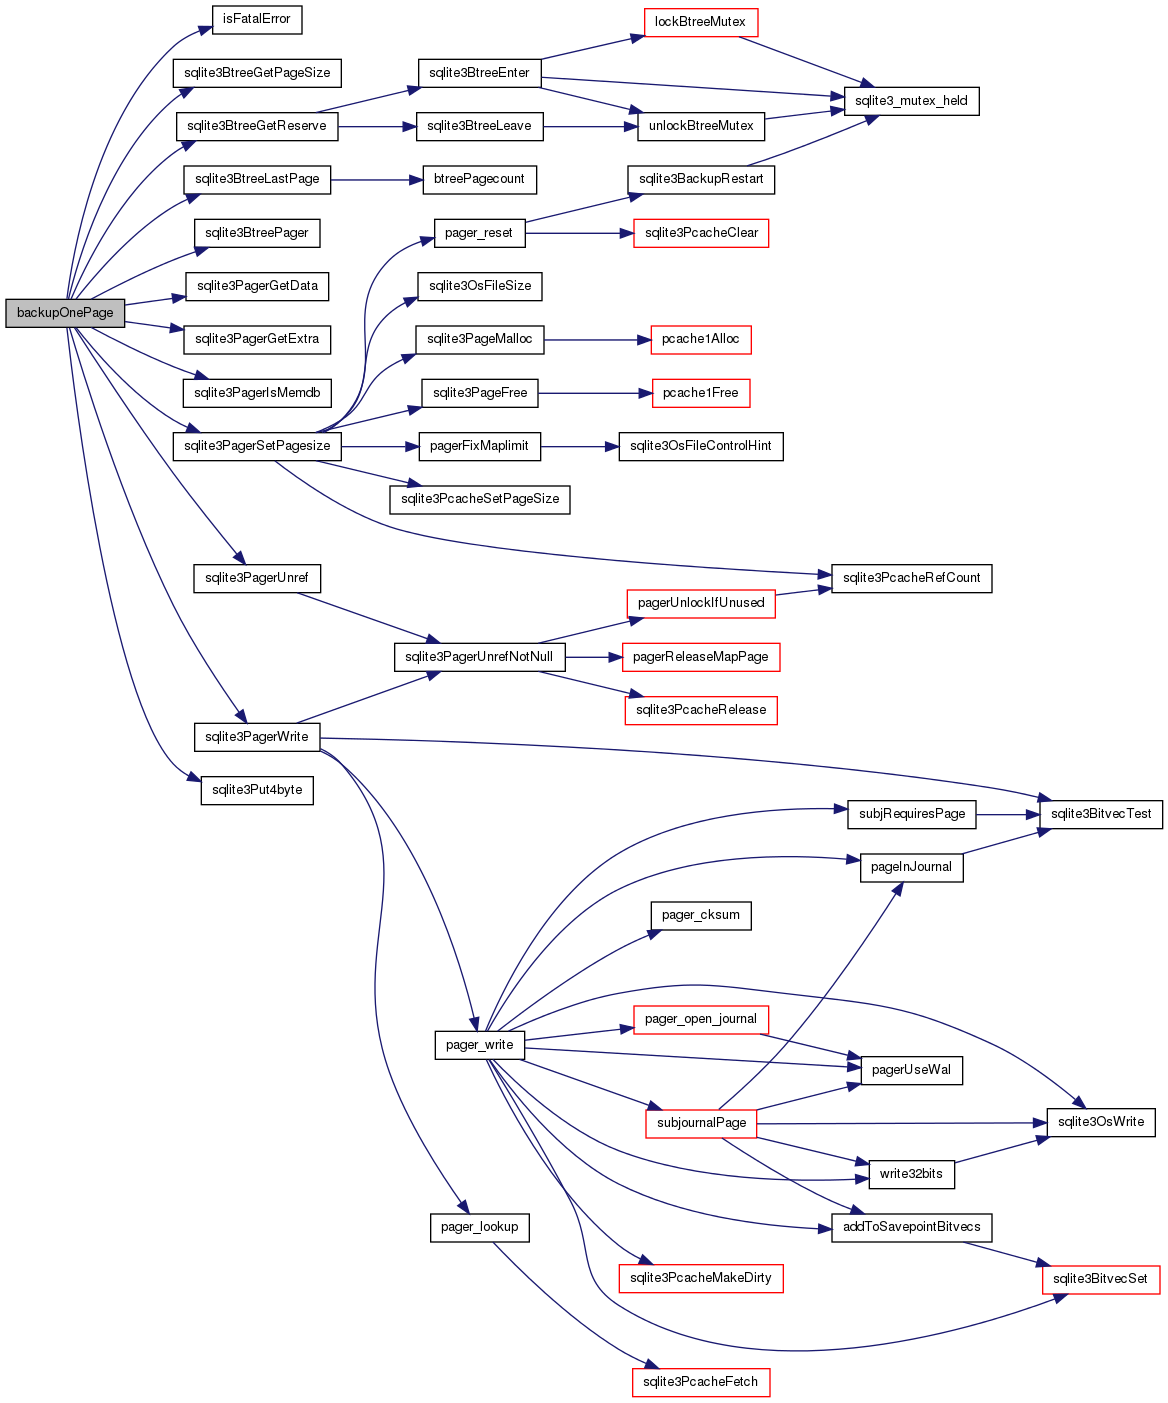 isFatalError
lockBtreeMutex
sqlite3BtreeGetPageSize
sqlite3BtreeEnter
sqlite3_mutex_held
sqlite3BtreeGetReserve
sqlite3BtreeLeave
unlockBtreeMutex
sqlite3BtreeLastPage
btreePagecount
sqlite3BackupRestart
sqlite3BtreePager
pager_reset
sqlite3PcacheClear
sqlite3PagerGetData
sqlite3OsFileSize
backupOnePage
sqlite3PagerGetExtra
sqlite3PageMalloc
pcache1Alloc
sqlite3PagerIsMemdb
sqlite3PageFree
pcache1Free
sqlite3PagerSetPagesize
pagerFixMaplimit
sqlite3OsFileControlHint
sqlite3PcacheSetPageSize
sqlite3PagerUnref
sqlite3PcacheRefCount
pagerUnlockIfUnused
sqlite3PagerUnrefNotNull
pagerReleaseMapPage
sqlite3PcacheRelease
sqlite3PagerWrite
sqlite3Put4byte
subjRequiresPage
sqlite3BitvecTest
pageInJournal
pager_cksum
pager_open_journal
pager_write
pagerUseWal
subjournalPage
sqlite3OsWrite
write32bits
pager_lookup
addToSavepointBitvecs
sqlite3PcacheMakeDirty
sqlite3BitvecSet
sqlite3PcacheFetch